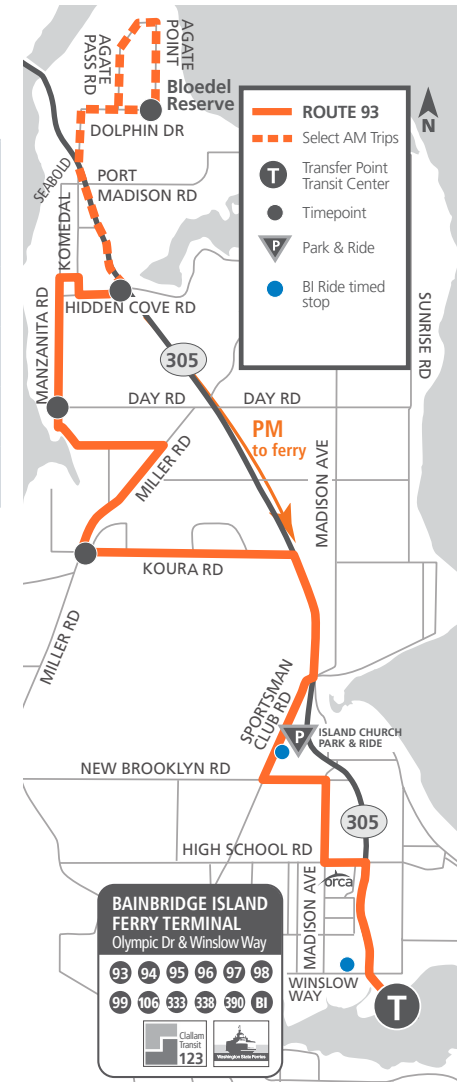 AGATE
PASS RD
AGATE
POINT
Bloedel
Reserve
DOLPHIN DR
SEABOLD
PORT
MADISON RD
KOMEDAL
HIDDEN COVE RD
MANZANITA RD
305
DAY RD
DAY RD
SUNRISE RD
PM
to ferry
MILLER RD
MADISON AVE
KOURA RD
MILLER RD
SPORTSMAN
CLUB RD
P
ISLAND CHURCH
PARK & RIDE
NEW BROOKLYN RD
305
HIGH SCHOOL RD
MADISON AVE
orca
WINSLOW
WAY
T
ROUTE 93
Select AM Trips
T
Transfer Point
Transit Center
Timepoint
P
Park & Ride
BI Ride timed
stop
N
BAINBRIDGE ISLAND
FERRY TERMINAL
Olympic Dr & Winslow Way
93 94 95 96 97 98
99 106 333 338 390 BI
Clallam
Transit
123
Washington State Ferries